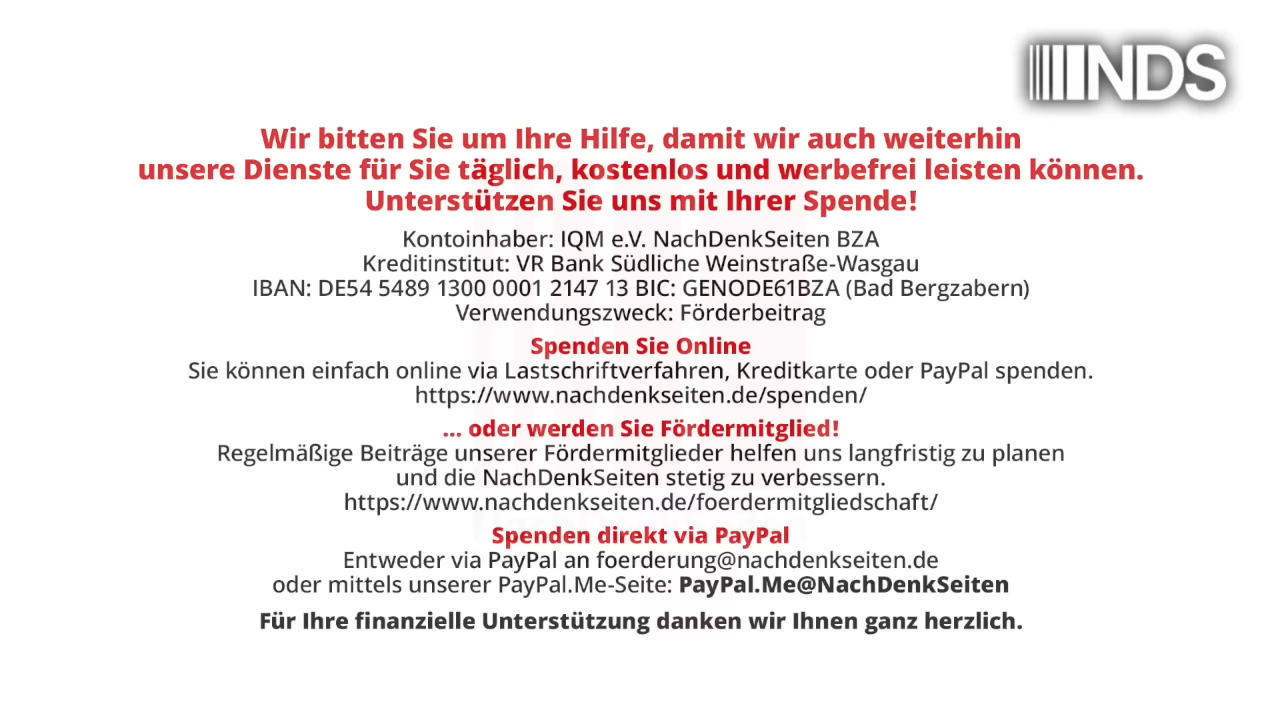 NDS
Wir bitten Sie um Ihre Hilfe, damit wir auch weiterhin
unsere Dienste für Sie täglich, kostenlos und werbefrei leisten können.
Unterstützen Sie uns mit Ihrer Spende!
Kontoinhaber: IQM e.V. NachDenkSeiten BZA
Kreditinstitut: VR Bank Südliche Weinstraße-Wasgau
IBAN: DE54 5489 1300 0001 2147 13 BIC: GENODE61BZA (Bad Bergzabern)
Verwendungszweck: Förderbeitrag
Spenden Sie Online
Sie können einfach online via Lastschriftverfahren, Kreditkarte oder PayPal spenden.
https://www.nachdenkseiten.de/spenden/
... oder werden Sie Fördermitglied!
Regelmäßige Beiträge unserer Fördermitglieder helfen uns langfristig zu planen
und die NachDenkSeiten stetig zu verbessern.
https://www.nachdenkseiten.de/foerdermitgliedschaft/
Spenden direkt via PayPal
Entweder via PayPal an foerderung@nachdenkseiten.de
oder mittels unserer PayPal.Me-Seite: PayPal.Me@NachDenkSeiten
Für Ihre finanzielle Unterstützung danken wir Ihnen ganz herzlich.